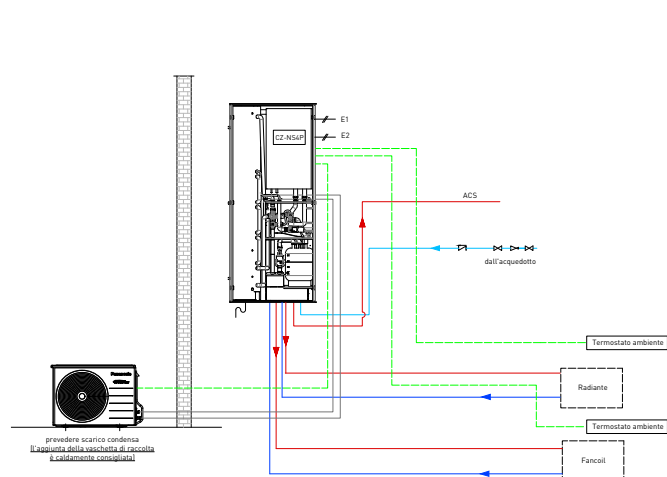 E1
CZ-NS4P
E2
ACS
dall'acquedotto
Termostato ambiente
Panasonic
Radiante
Termostato ambiente
prevedere scarico condensa
(l'aggiunta della vaschetta di raccolta
è caldamente consigliata)
Fancoil